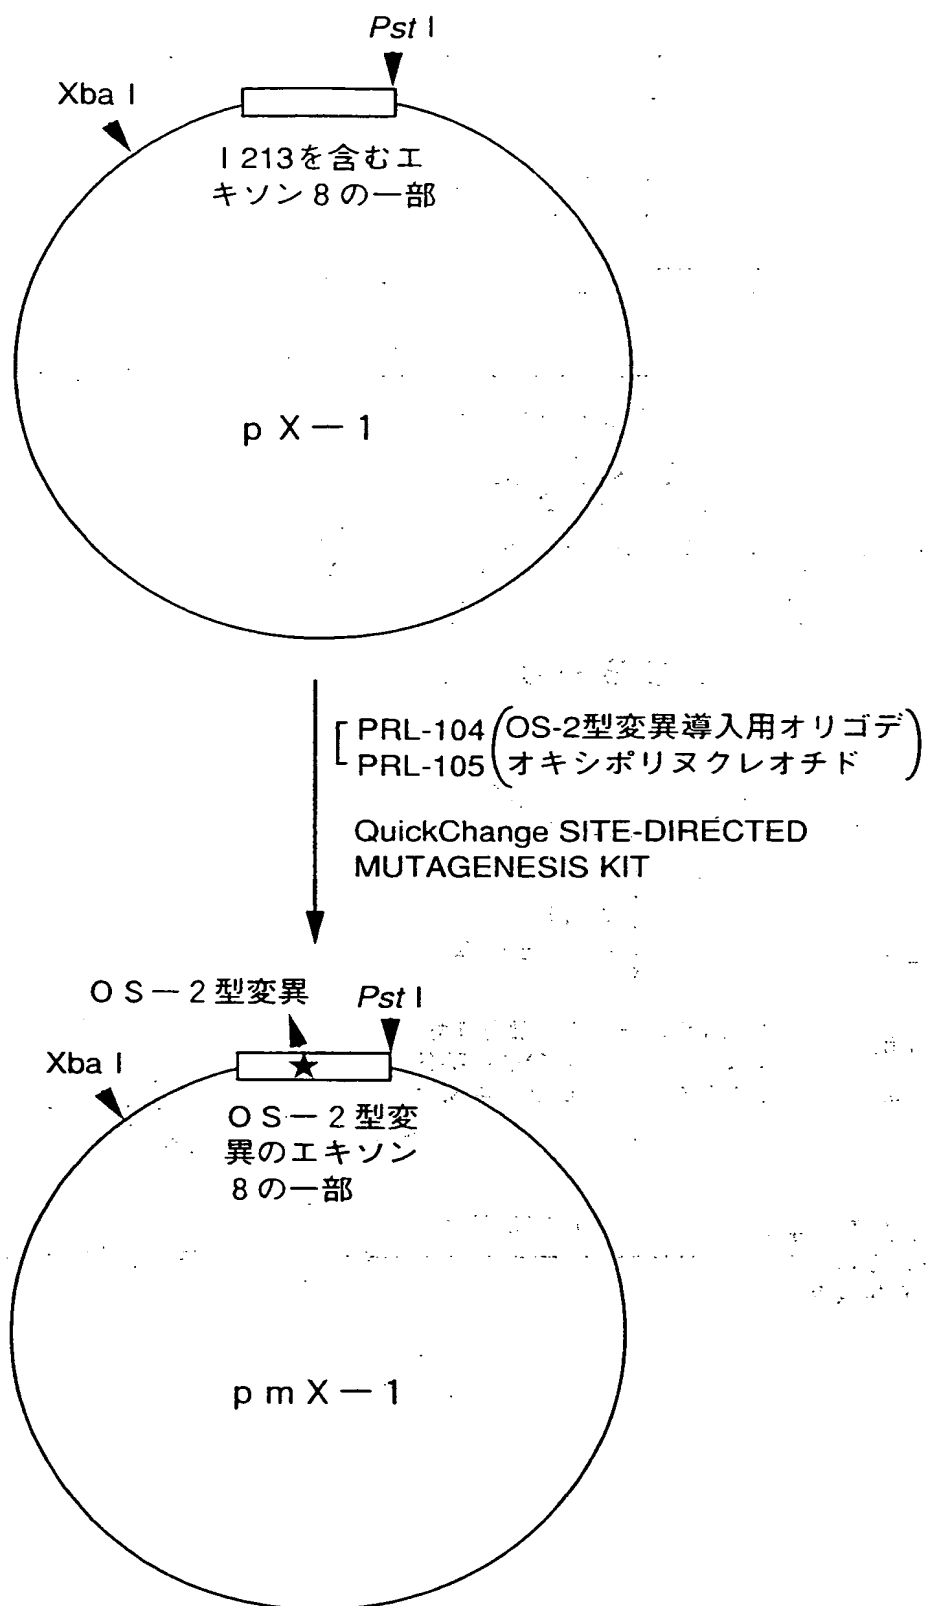 Pst I
Xba I
I 213を含むエ
キソン8の一部
pX－1
PRL-104
PRL-105
OS-2型変異導入用オリゴデ
オキシポリヌクレオチド
QuickChange SITE-DIRECTED
MUTAGENESIS KIT
OS－2型変異
Pst I
Xba I
OS－2型変
異のエキソン
8の一部
pmX－1